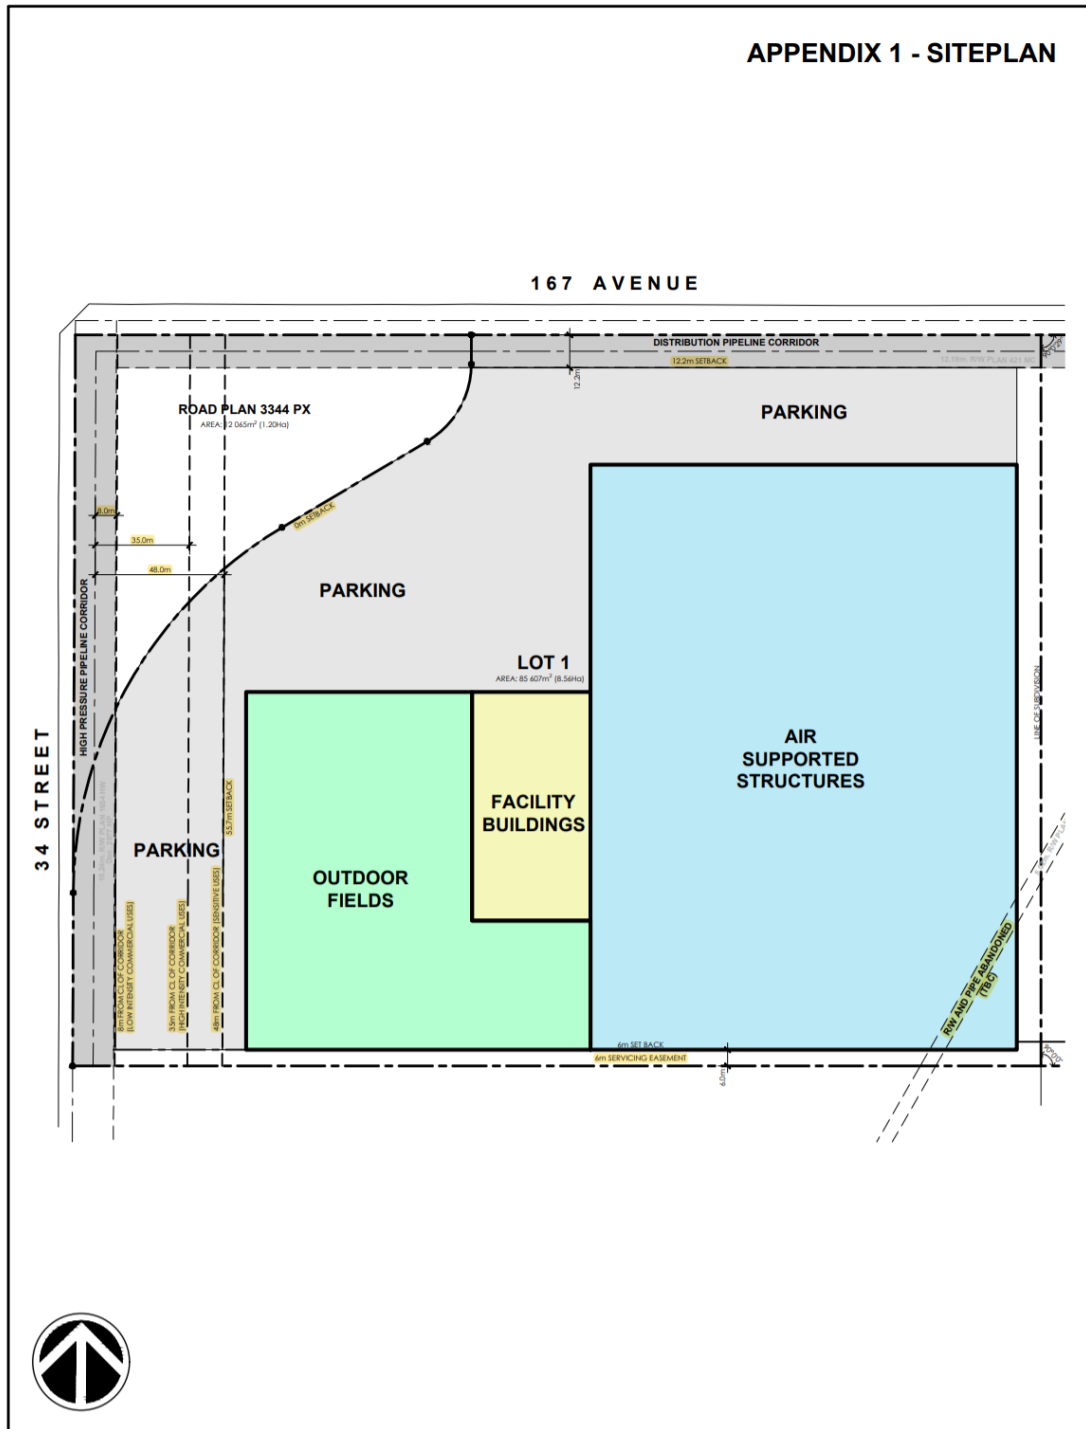 APPENDIX 1 - SITEPLAN
167 AVENUE
DISTRIBUTION PIPELINE CORRIDOR
12.2m SETBACK
12.2m
ROAD PLAN 3344 PX
AREA: 12 065m² (1.20Ha)
PARKING
8.0m
0m SETBACK
35.0m
48.0m
PARKING
HIGH PRESSURE PIPELINE CORRIDOR
LOT 1
AREA: 85 607m² (8.56Ha)
LINE OF SUBDIVISION
34 STREET
AIR
SUPPORTED
STRUCTURES
55.7m SETBACK
FACILITY
BUILDINGS
PARKING
OUTDOOR
FIELDS
8m FROM CL OF CORRIDOR
(LOW INTENSITY COMMERCIAL USES)
35m FROM CL OF CORRIDOR
(HIGH INTENSITY COMMERCIAL USES)
48m FROM CL OF CORRIDOR (SENSITIVE USES)
R/W AND PIPE ABANDONED
(TBC)
6m SET BACK
6m SERVICING EASEMENT
6.0m